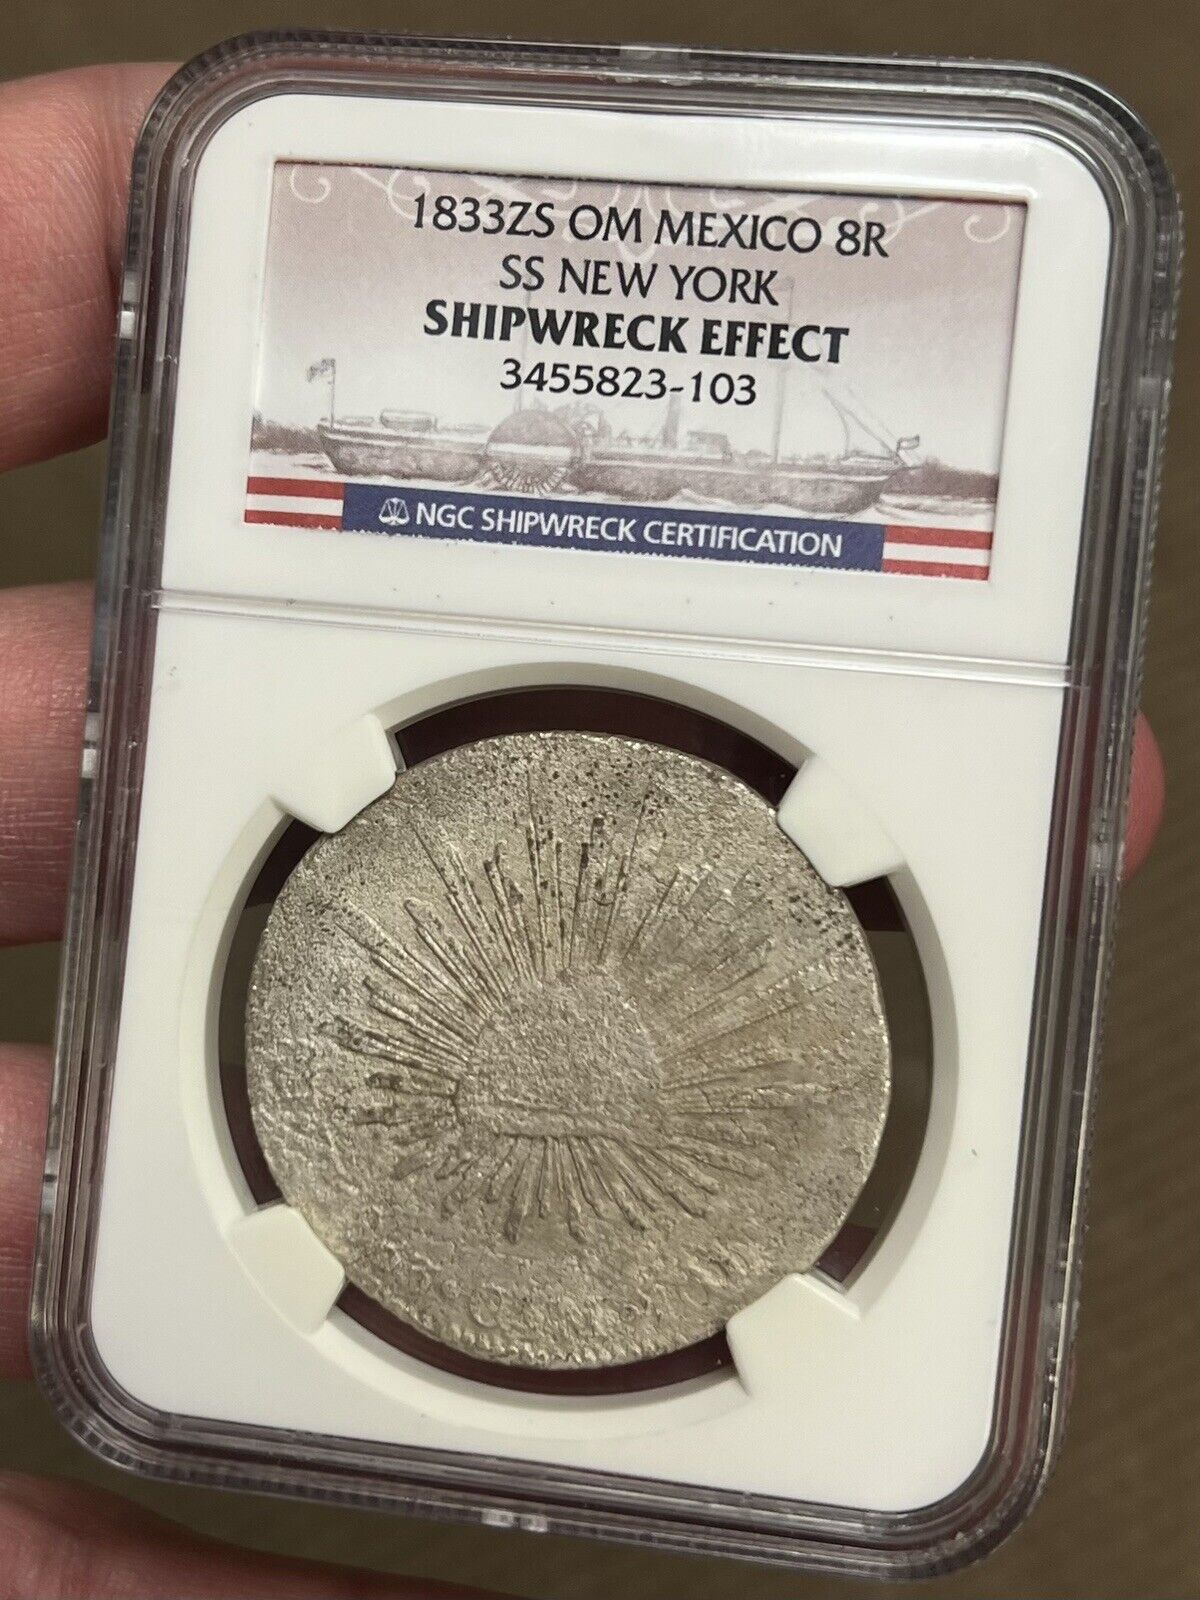 1833ZS OM MEXICO 8R
SS NEW YORK
SHIPWRECK EFFECT
3455823-103
NGC SHIPWRECK CERTIFICATION